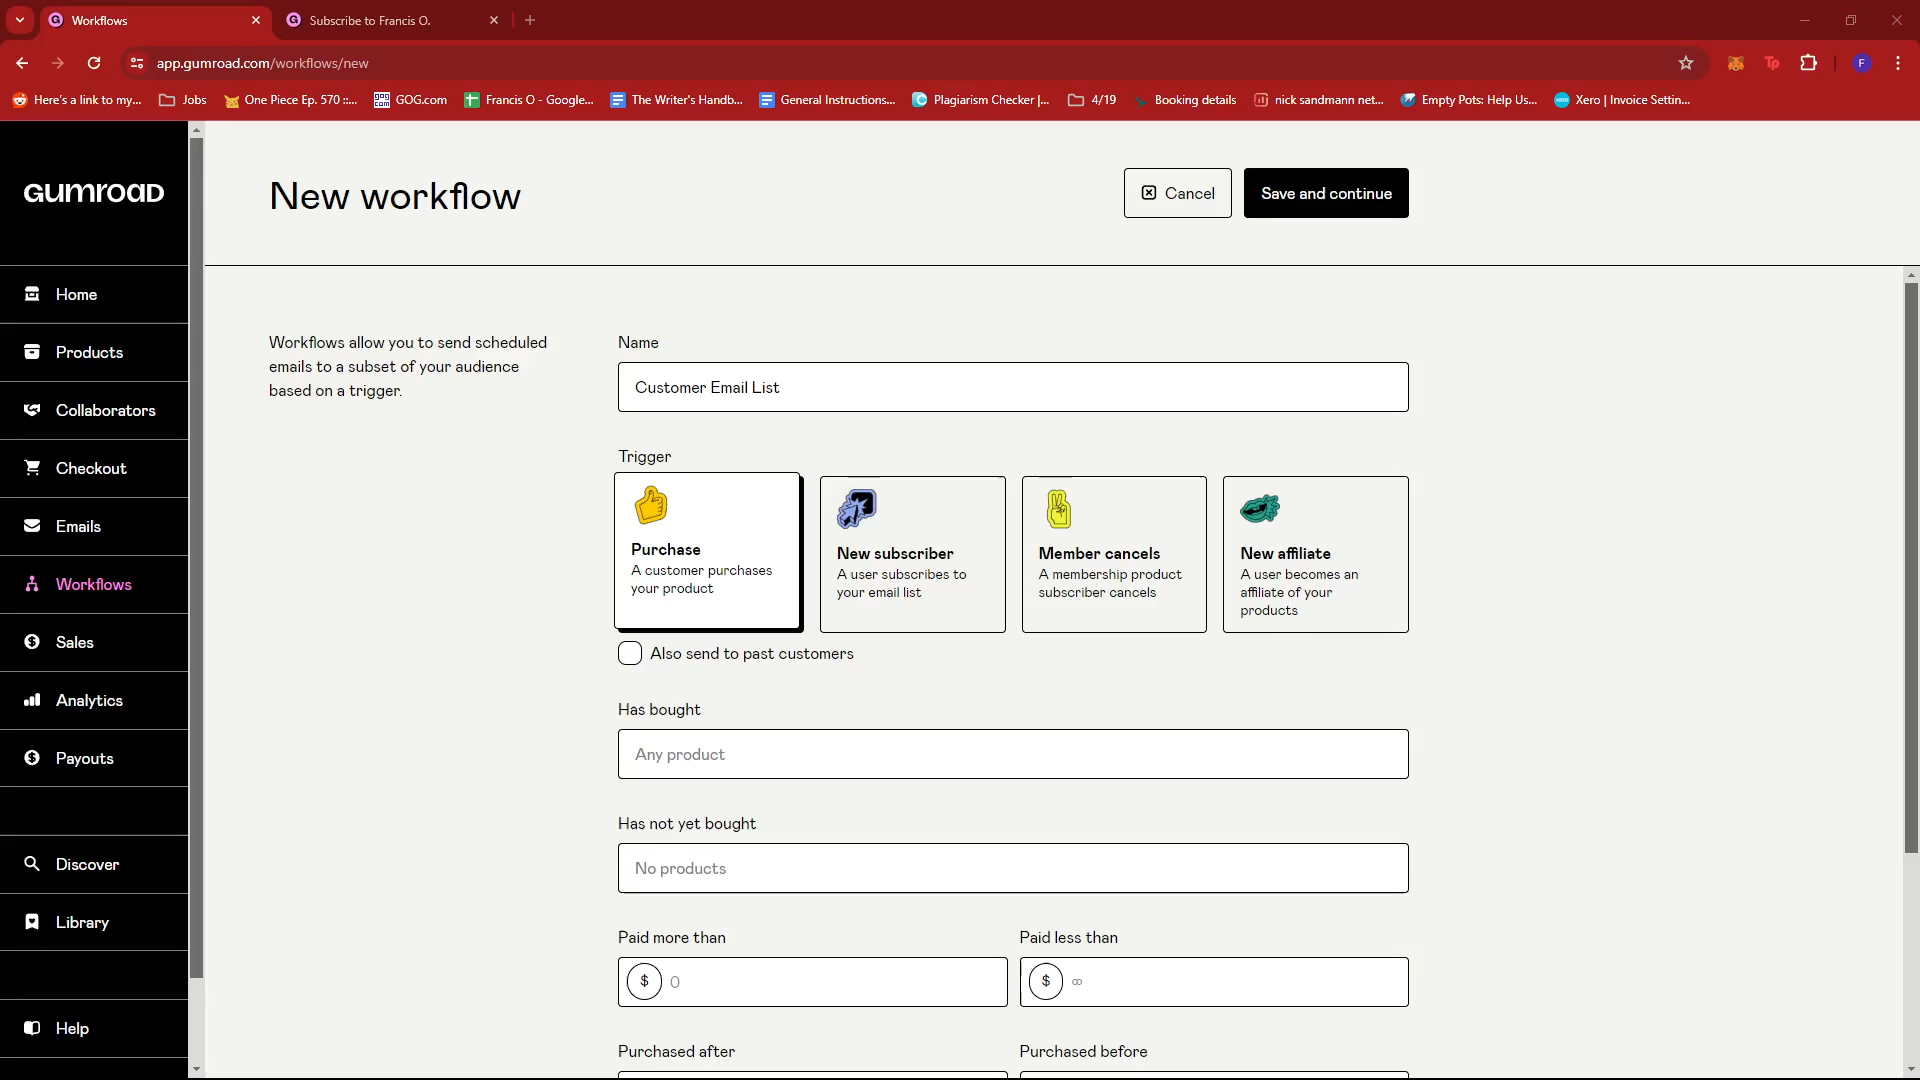 Workflows
Subscribe to Francis O.
app.gumroad.com/workflows/new
Here's a link to my...
Jobs
One Piece Ep. 570 ::...
GOG.com
Francis O - Google...
The Writer's Handb...
General Instructions...
Plagiarism Checker |...
4/19
Booking details
nick sandmann net...
Empty Pots: Help Us...
Xero | Invoice Settin...
GUMROAD
Home
Products
Collaborators
Checkout
Emails
Workflows
Sales
Analytics
Payouts
Discover
Library
Help
New workflow
Cancel
Save and continue
Workflows allow you to send scheduled
emails to a subset of your audience
based on a trigger.
Name
Customer Email List
Trigger
Purchase
A customer purchases
your product
New subscriber
A user subscribes to
your email list
Member cancels
A membership product
subscriber cancels
New affiliate
A user becomes an
affiliate of your
products
Also send to past customers
Has bought
Any product
Has not yet bought
No products
Paid more than
$ 0
Paid less than
$ ∞
Purchased after
Purchased before